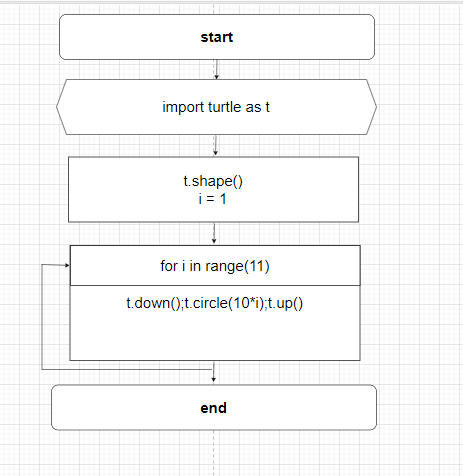 start
import turtle as t
t.shape()
i = 1
for i in range(11)
t.down();t.circle(10*i);t.up()
end